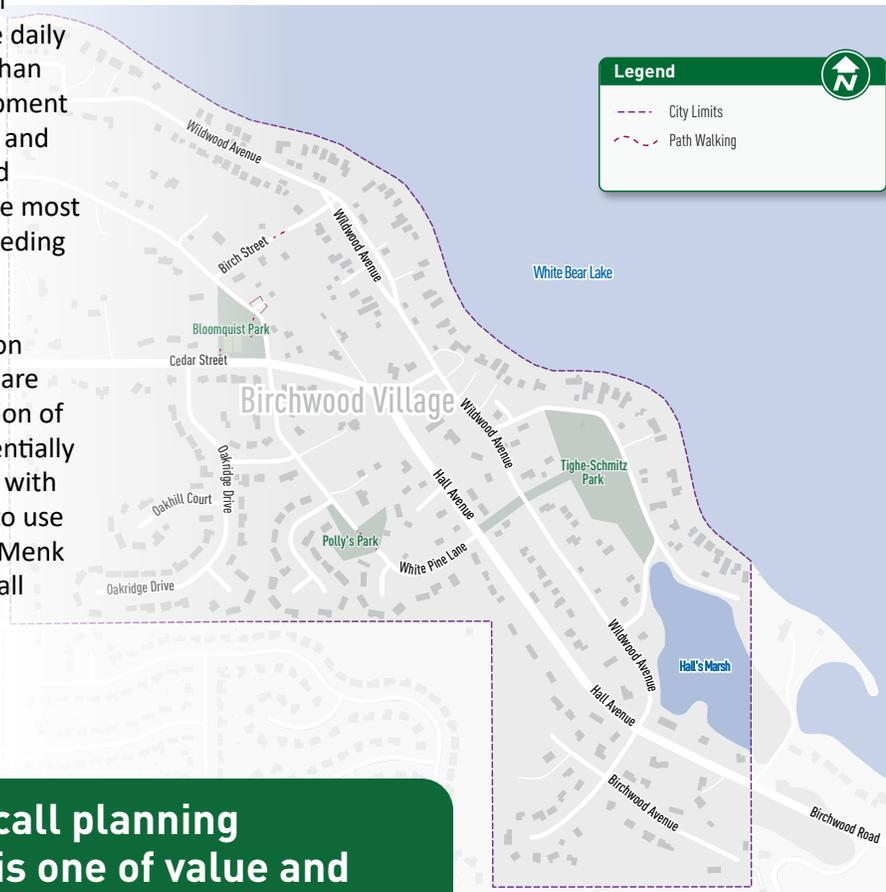 e daily
han
pment
and
d
e most
eding
on
are
on of
entially
with
to use
Menk
all
Legend
N
City Limits
Path Walking
Wildwood Avenue
Wildwood Avenue
Birch Street
White Bear Lake
Bloomquist Park
Cedar Street
Birchwood Village
Wildwood Avenue
Tighe-Schmitz
Park
Oakridge Drive
Hall Avenue
Oakhill Court
Polly's Park
White Pine Lane
Oakridge Drive
Wildwood Avenue
Hall's Marsh
Hall Avenue
Birchwood Avenue
Birchwood Road
call planning
is one of value and